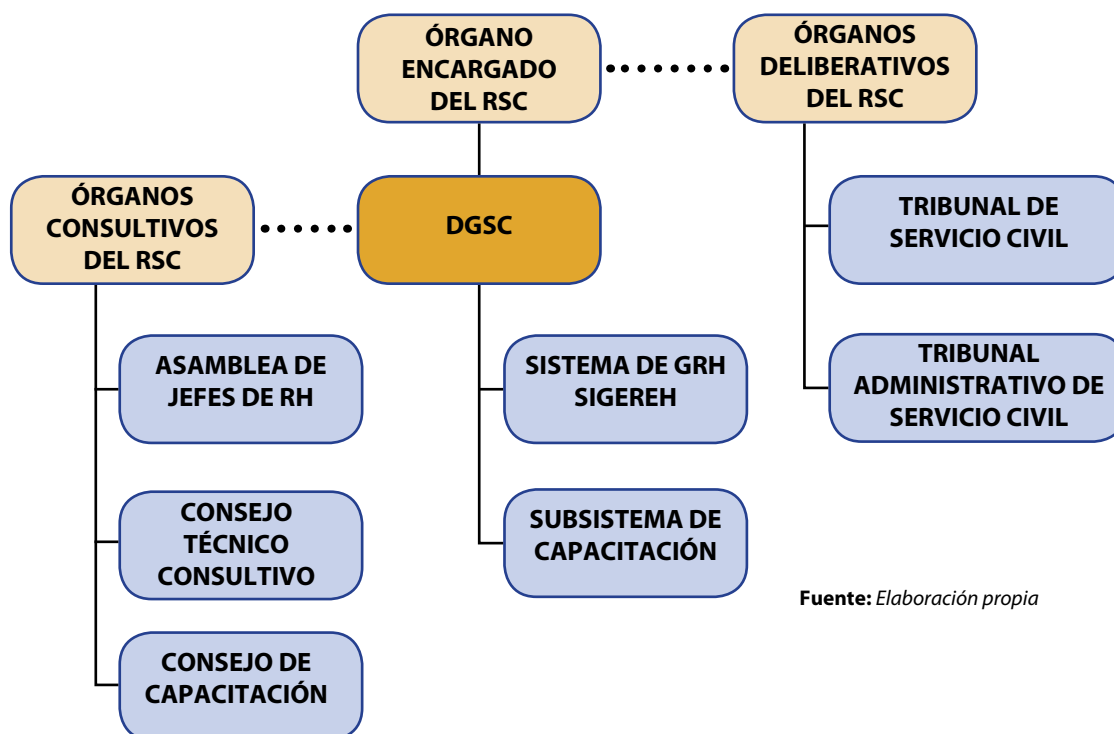 ÓRGANO
ENCARGADO
DEL RSC
ÓRGANOS
DELIBERATIVOS
DEL RSC
ÓRGANOS
CONSULTIVOS
DEL RSC
DGSC
TRIBUNAL DE
SERVICIO CIVIL
TRIBUNAL
ADMINISTRATIVO DE
SERVICIO CIVIL
ASAMBLEA DE
JEFES DE RH
SISTEMA DE GRH
SIGEREH
CONSEJO
TÉCNICO
CONSULTIVO
SUBSISTEMA DE
CAPACITACIÓN
CONSEJO DE
CAPACITACIÓN
Fuente: Elaboración propia